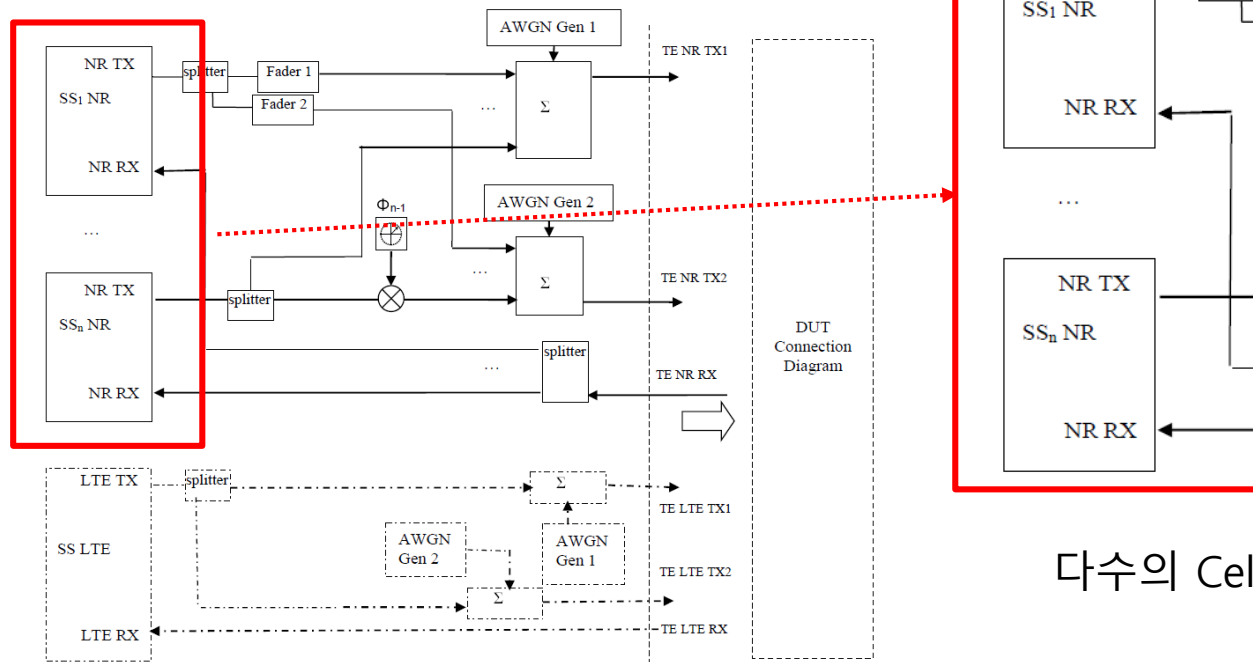 AWGN Gen 1
TE NR TX1
NR TX
splitter
Fader 1
SS1 NR
Fader 2
...
Σ
NR RX
AWGN Gen 2
Φn-1
...
...
Σ
TE NR TX2
NR TX
splitter
SSn NR
splitter
...
TE NR RX
NR RX
DUT
Connection
Diagram
LTE TX
splitter
Σ
TE LTE TX1
SS LTE
AWGN
Gen 2
AWGN
Gen 1
TE LTE TX2
Σ
LTE RX
TE LTE RX
SS1 NR
NR RX
...
NR TX
SSn NR
NR RX
다수의 Cel